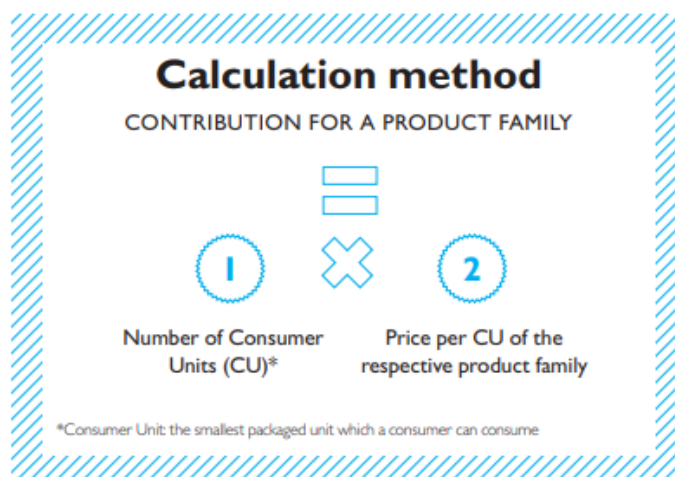 Calculation method
CONTRIBUTION FOR A PRODUCT FAMILY
=
1 × 2
Number of Consumer
Units (CU)*
Price per CU of the
respective product family
*Consumer Unit: the smallest packaged unit which a consumer can consume